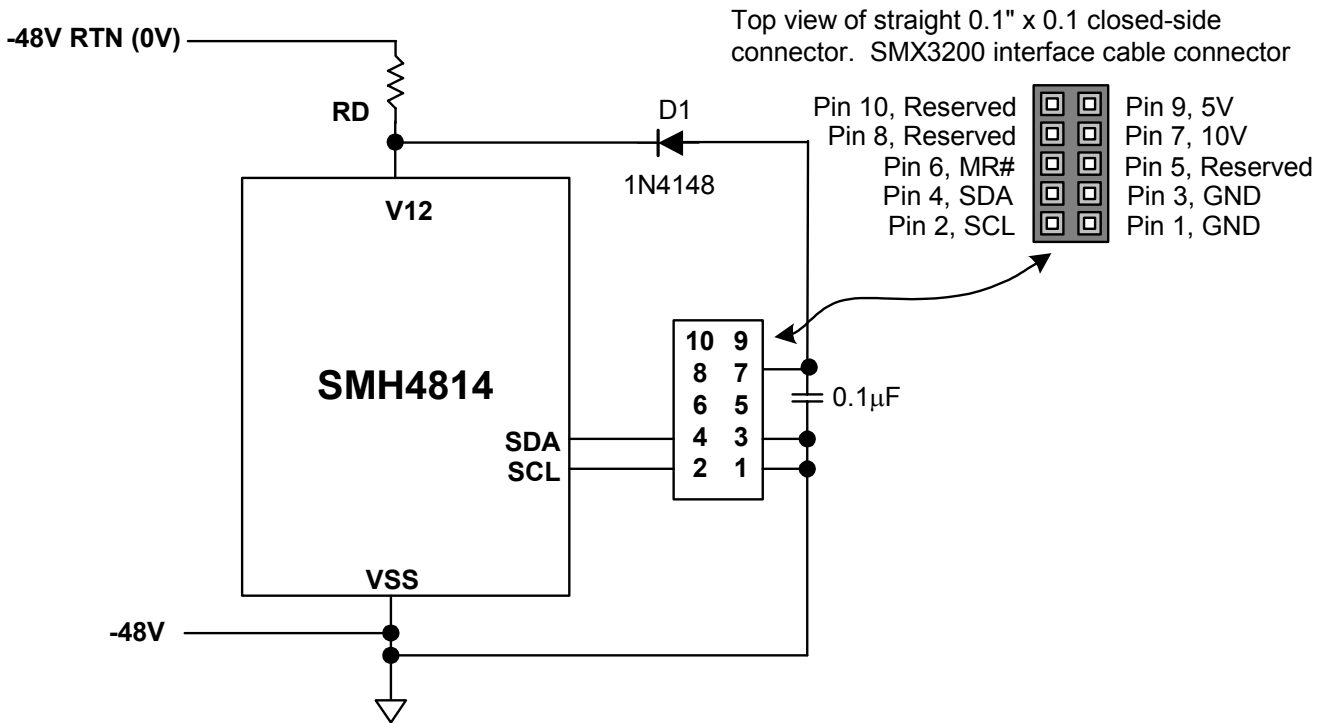 Top view of straight 0.1" x 0.1 closed-side
connector. SMX3200 interface cable connector
-48V RTN (0V)
RD
D1
1N4148
Pin 10, Reserved
Pin 9, 5V
Pin 8, Reserved
Pin 7, 10V
Pin 6, MR#
Pin 5, Reserved
Pin 4, SDA
Pin 3, GND
Pin 2, SCL
Pin 1, GND
V12
SMH4814
SDA
SCL
VSS
-48V
10 9
8 7
6 5
4 3
2 1
0.1μF